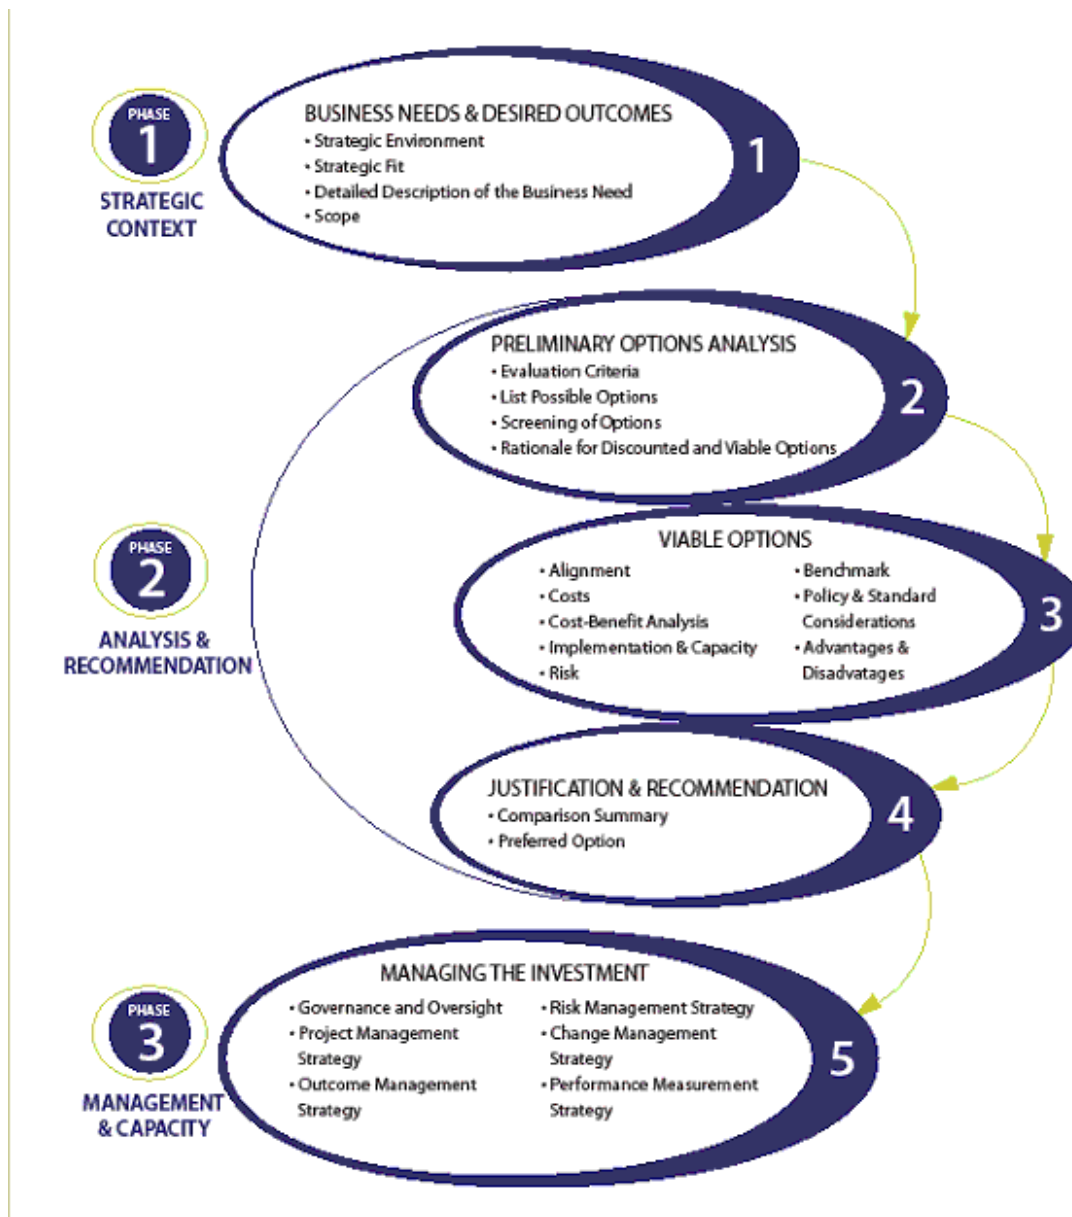 PHASE
1
STRATEGIC
CONTEXT
BUSINESS NEEDS & DESIRED OUTCOMES
• Strategic Environment
• Strategic Fit
• Detailed Description of the Business Need
• Scope
1
PRELIMINARY OPTIONS ANALYSIS
• Evaluation Criteria
• List Possible Options
• Screening of Options
• Rationale for Discounted and Viable Options
2
PHASE
2
ANALYSIS &
RECOMMENDATION
VIABLE OPTIONS
• Alignment
• Costs
• Cost-Benefit Analysis
• Implementation & Capacity
• Risk
• Benchmark
• Policy & Standard
Considerations
• Advantages &
Disadvatages
3
JUSTIFICATION & RECOMMENDATION
• Comparison Summary
• Preferred Option
4
PHASE
3
MANAGEMENT
& CAPACITY
MANAGING THE INVESTMENT
• Governance and Oversight
• Project Management
Strategy
• Outcome Management
Strategy
• Risk Management Strategy
• Change Management
Strategy
• Performance Measurement
Strategy
5